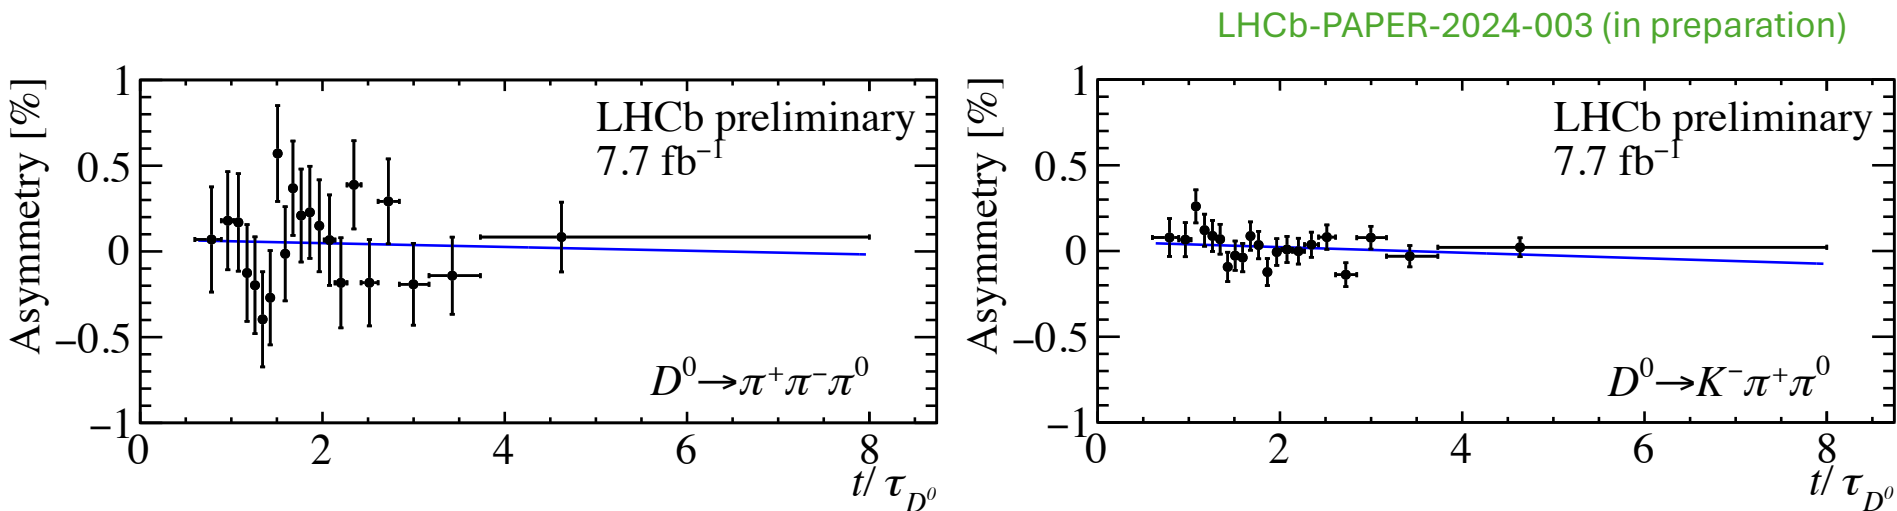 LHCb-PAPER-2024-003 (in preparation)
Asymmetry [%]
1
0.5
0
−0.5
−1
LHCb preliminary
7.7 fb⁻¹
D⁰→π⁺π⁻π⁰
0 2 4 6 8
t/ τ_D⁰
Asymmetry [%]
1
0.5
0
−0.5
−1
LHCb preliminary
7.7 fb⁻¹
D⁰→K⁻π⁺π⁰
0 2 4 6 8
t/ τ_D⁰